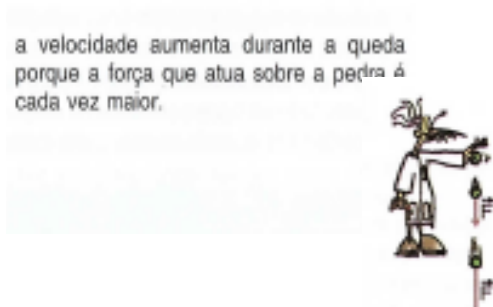 a velocidade aumenta durante a queda
porque a força que atua sobre a pedra é
cada vez maior.
F
F